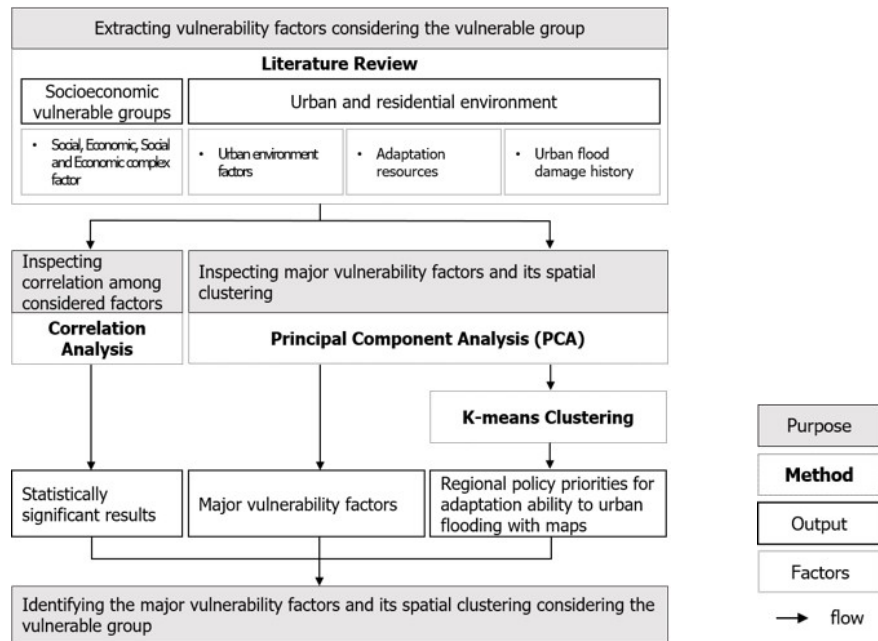 Extracting vulnerability factors considering the vulnerable group
Literature Review
Socioeconomic
vulnerable groups
Urban and residential environment
• Social, Economic, Social
and Economic complex
factor
• Urban environment
factors
• Adaptation
resources
• Urban flood
damage history
Inspecting
correlation among
considered factors
Inspecting major vulnerability factors and its spatial
clustering
Correlation
Analysis
Principal Component Analysis (PCA)
K-means Clustering
Statistically
significant results
Major vulnerability factors
Regional policy priorities for
adaptation ability to urban
flooding with maps
Identifying the major vulnerability factors and its spatial clustering considering the
vulnerable group
Purpose
Method
Output
Factors
flow